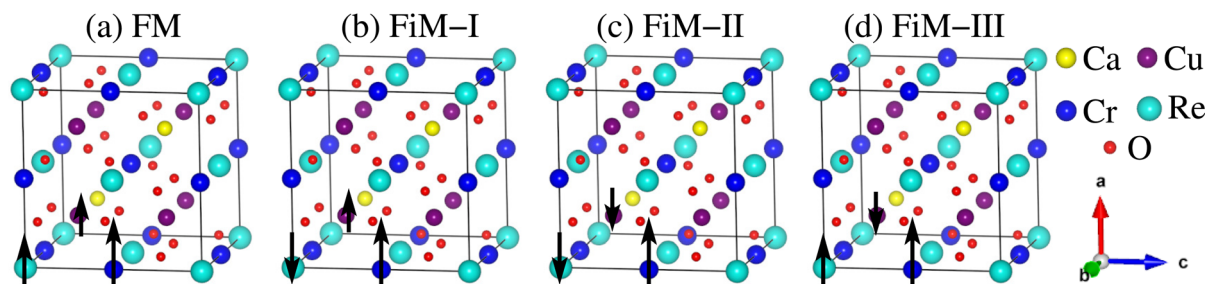 (a) FM
(b) FiM−I
(c) FiM−II
(d) FiM−III
Ca Cu
Cr Re
O
a
b
c